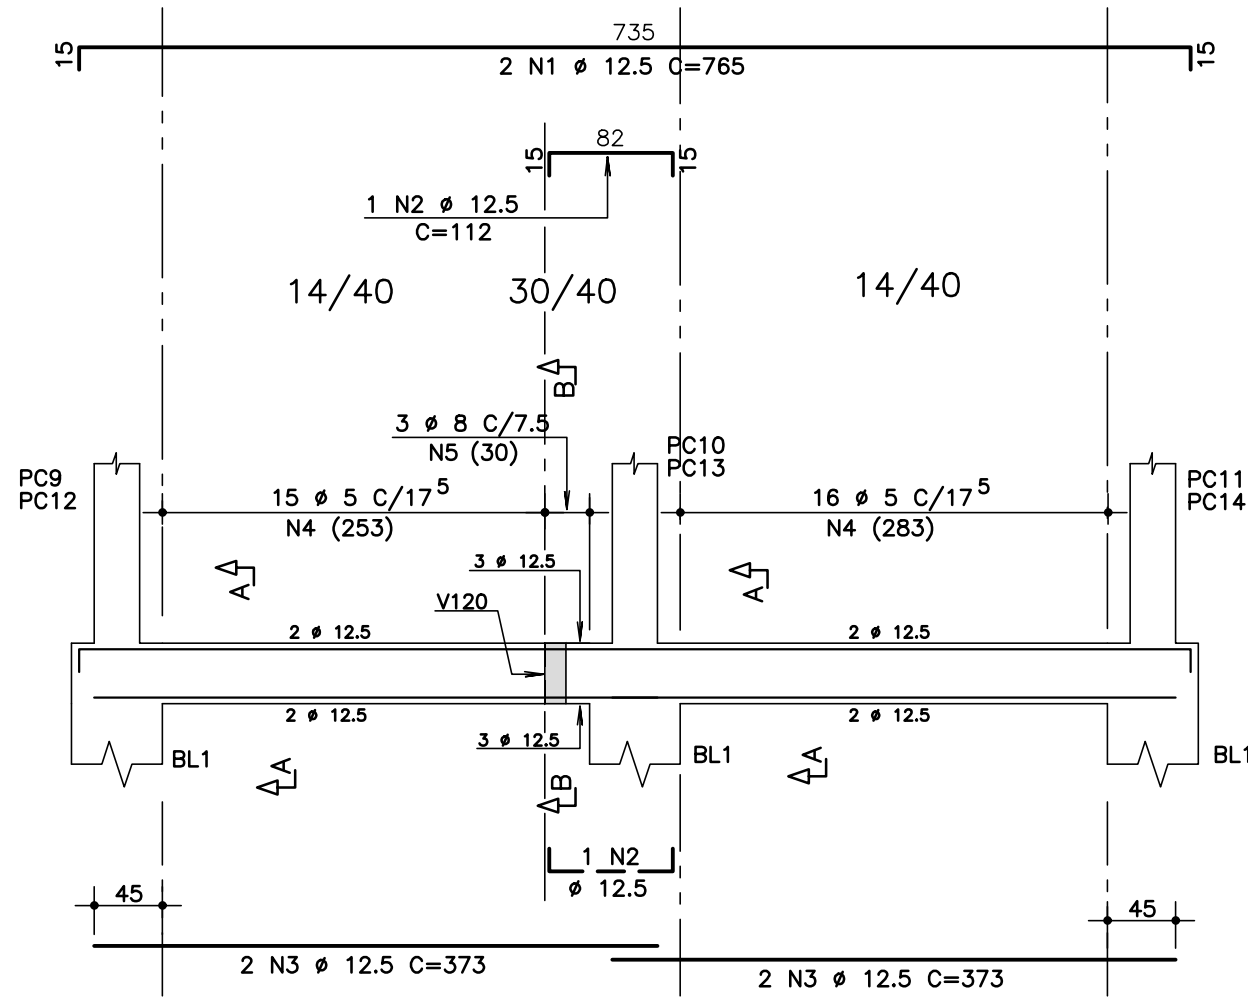 735
15
15
2 N1 ø 12.5 C=765
82
15
15
1 N2 ø 12.5
C=112
14/40
30/40
14/40
B
3 ø 8 C/7.5
N5 (30)
PC10
PC13
PC9
PC12
PC11
PC14
15 ø 5 C/17⁵
N4 (253)
16 ø 5 C/17⁵
N4 (283)
3 ø 12.5
A
A
V120
2 ø 12.5
2 ø 12.5
2 ø 12.5
2 ø 12.5
3 ø 12.5
BL1
BL1
BL1
A
A
B
1 N2
ø 12.5
45
45
2 N3 ø 12.5 C=373
2 N3 ø 12.5 C=373